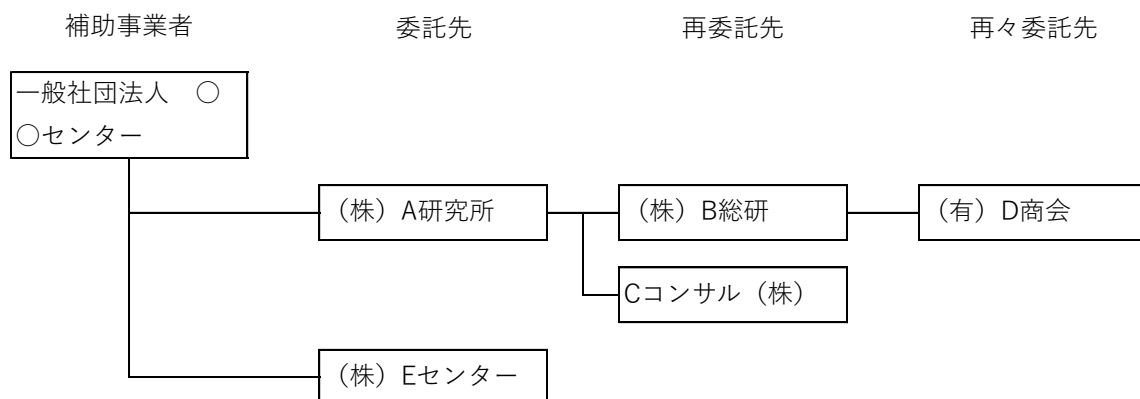 補助事業者 委託先 再委託先 再々委託先
一般社団法人　○
○センター
（株）A研究所 （株）B総研 （有）D商会
Cコンサル（株）
（株）Eセンター